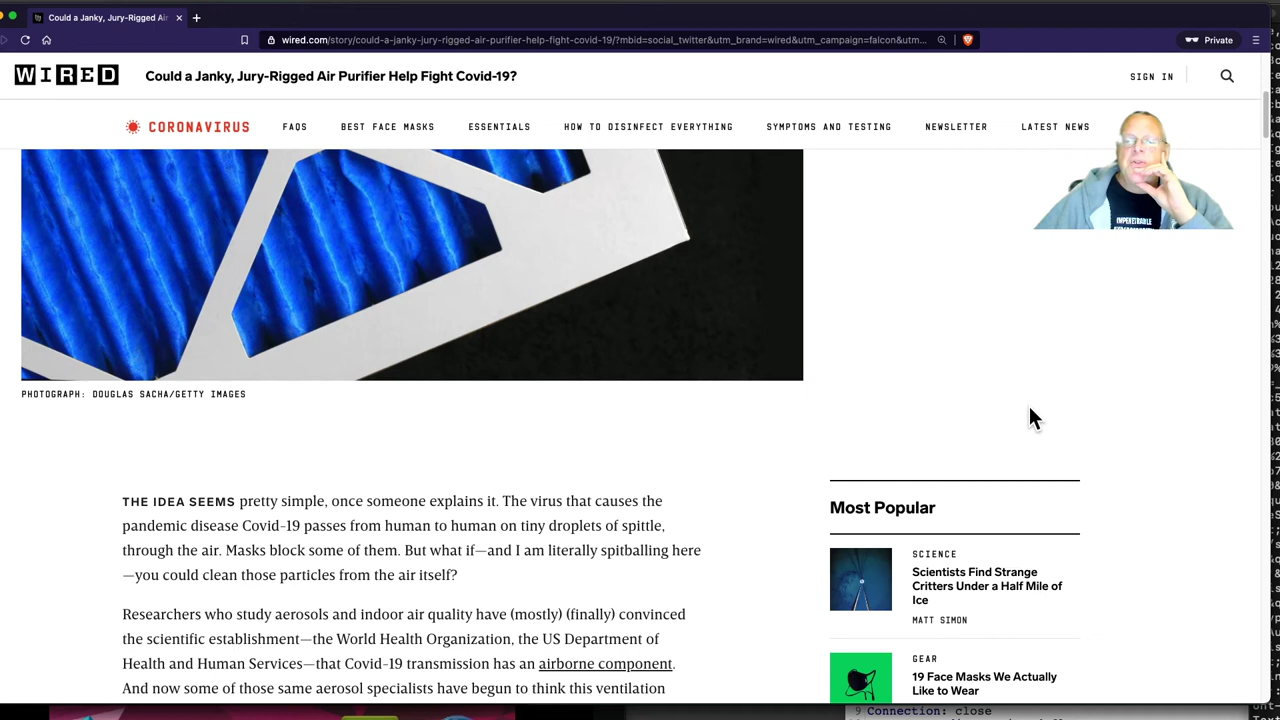 Could a Janky, Jury-Rigged Air
wired.com/story/could-a-janky-jury-rigged-air-purifier-help-fight-covid-19/?mbid=social_twitter&utm_brand=wired&utm_campaign=falcon&utm...
Private
WIRED
Could a Janky, Jury-Rigged Air Purifier Help Fight Covid-19?
SIGN IN
CORONAVIRUS
FAQS
BEST FACE MASKS
ESSENTIALS
HOW TO DISINFECT EVERYTHING
SYMPTOMS AND TESTING
NEWSLETTER
LATEST NEWS
IMPENETRABLE
PHOTOGRAPH: DOUGLAS SACHA/GETTY IMAGES
THE IDEA SEEMS pretty simple, once someone explains it. The virus that causes the
pandemic disease Covid-19 passes from human to human on tiny droplets of spittle,
through the air. Masks block some of them. But what if—and I am literally spitballing here
—you could clean those particles from the air itself?
Researchers who study aerosols and indoor air quality have (mostly) (finally) convinced
the scientific establishment—the World Health Organization, the US Department of
Health and Human Services—that Covid-19 transmission has an airborne component.
And now some of those same aerosol specialists have begun to think this ventilation
Most Popular
SCIENCE
Scientists Find Strange
Critters Under a Half Mile of
Ice
MATT SIMON
GEAR
19 Face Masks We Actually
Like to Wear
9 Connection: close